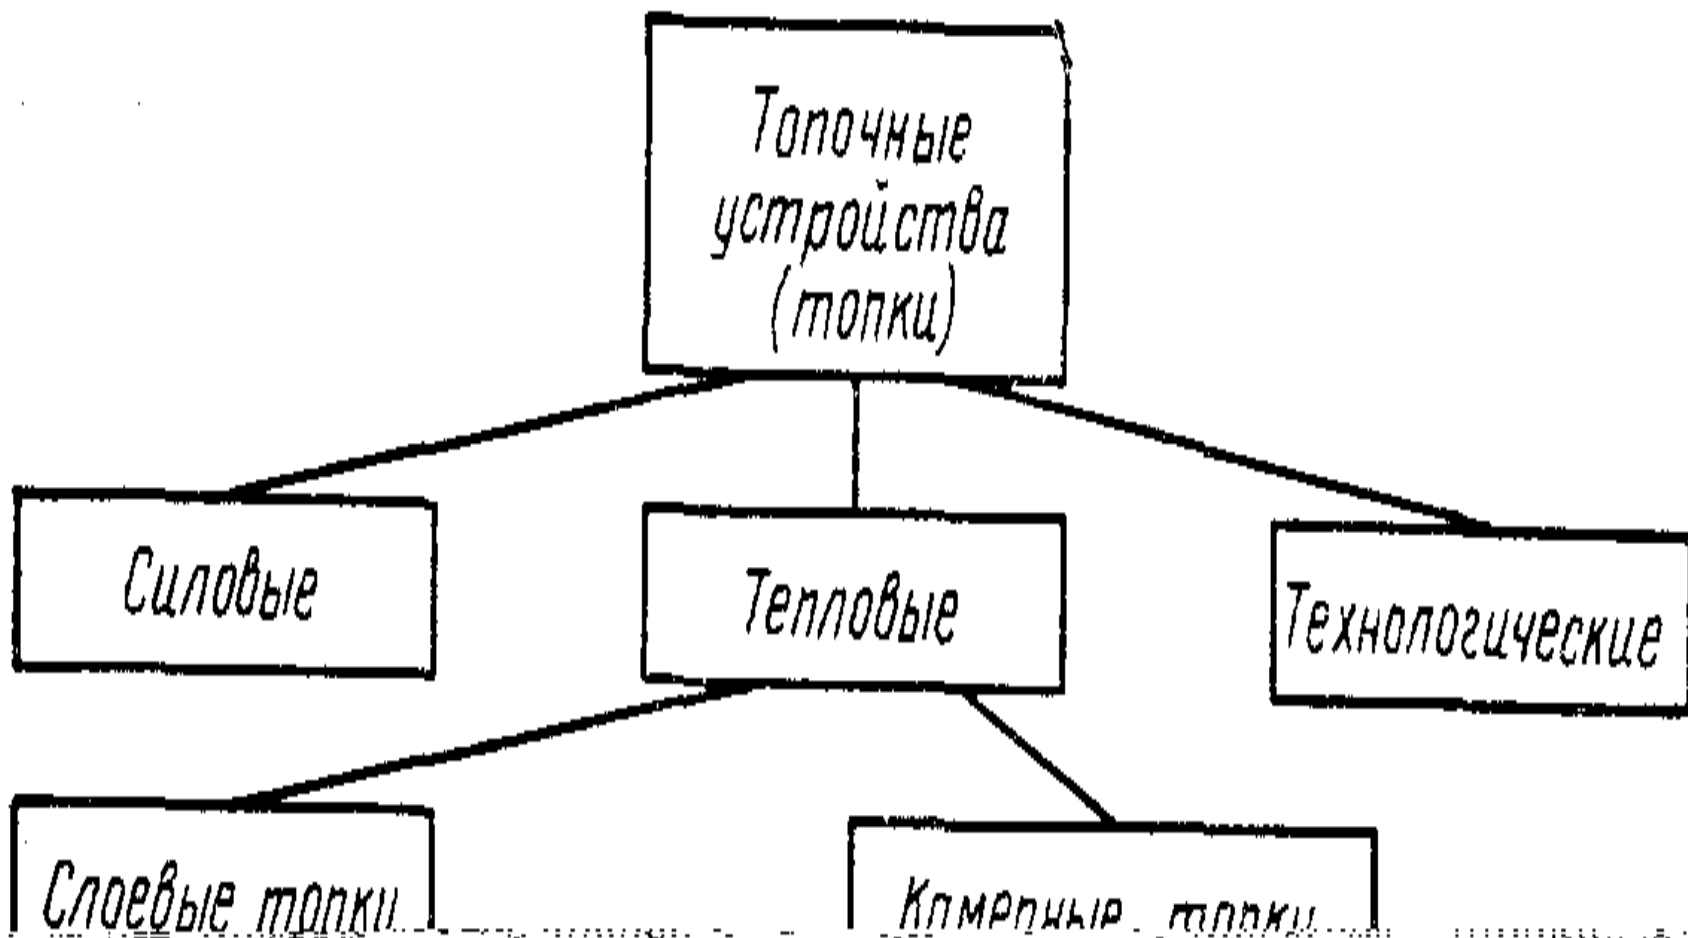 Топочные
устройства
(топки)
Силовые
Тепловые
Технологические
Слоевые топки
Камерные топки